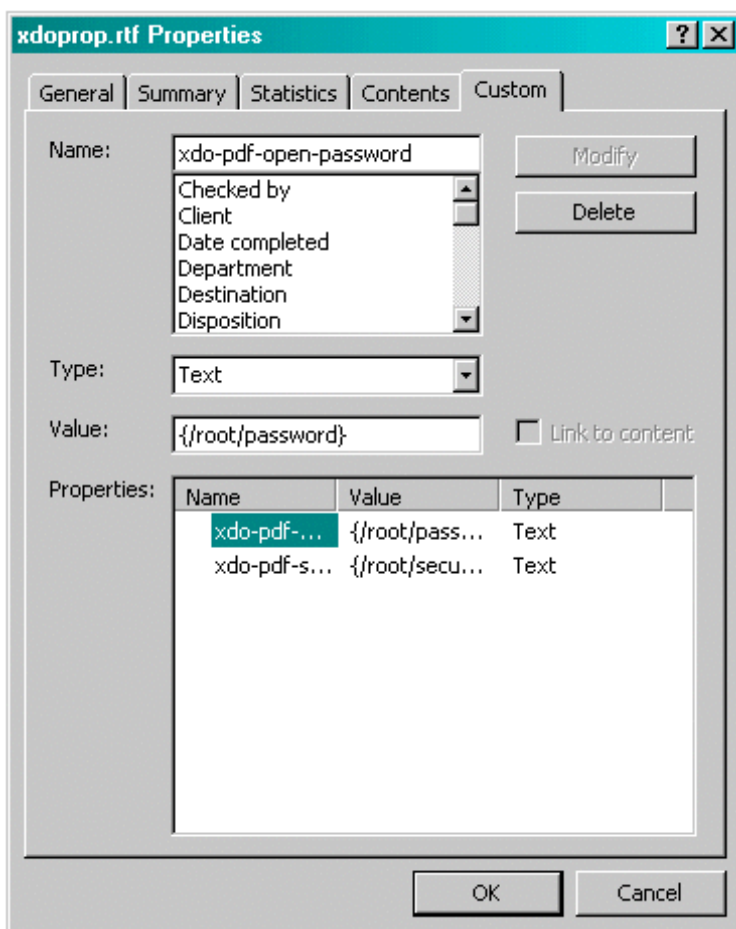 xdoprop.rtf Properties
General Summary Statistics Contents Custom
Name: xdo-pdf-open-password Modify
Checked by
Client Delete
Date completed
Department
Destination
Disposition
Type: Text
Value: {/root/password} Link to content
Properties: Name Value Type
xdo-pdf-... {/root/pass... Text
xdo-pdf-s... {/root/secu... Text
OK Cancel